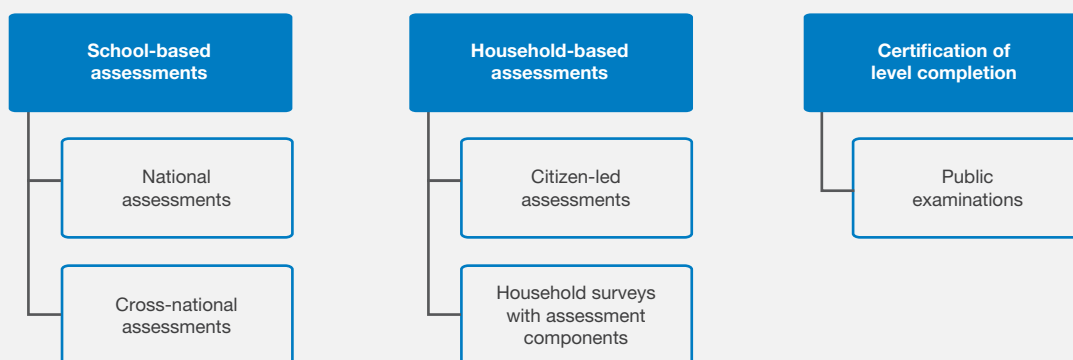 School-based
assessments
National
assessments
Cross-national
assessments
Household-based
assessments
Citizen-led
assessments
Household surveys
with assessment
components
Certification of
level completion
Public
examinations